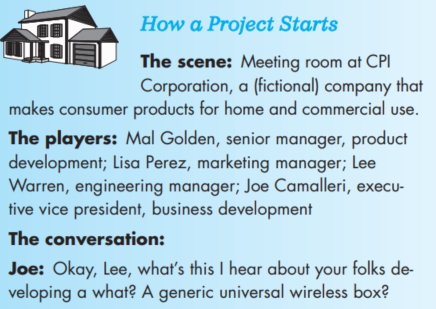 How a Project Starts
The scene: Meeting room at CPI
Corporation, a (fictional) company that
makes consumer products for home and commercial use.
The players: Mal Golden, senior manager, product
development; Lisa Perez, marketing manager; Lee
Warren, engineering manager; Joe Camalleri, execu-
tive vice president, business development
The conversation:
Joe: Okay, Lee, what's this I hear about your folks de-
veloping a what? A generic universal wireless box?